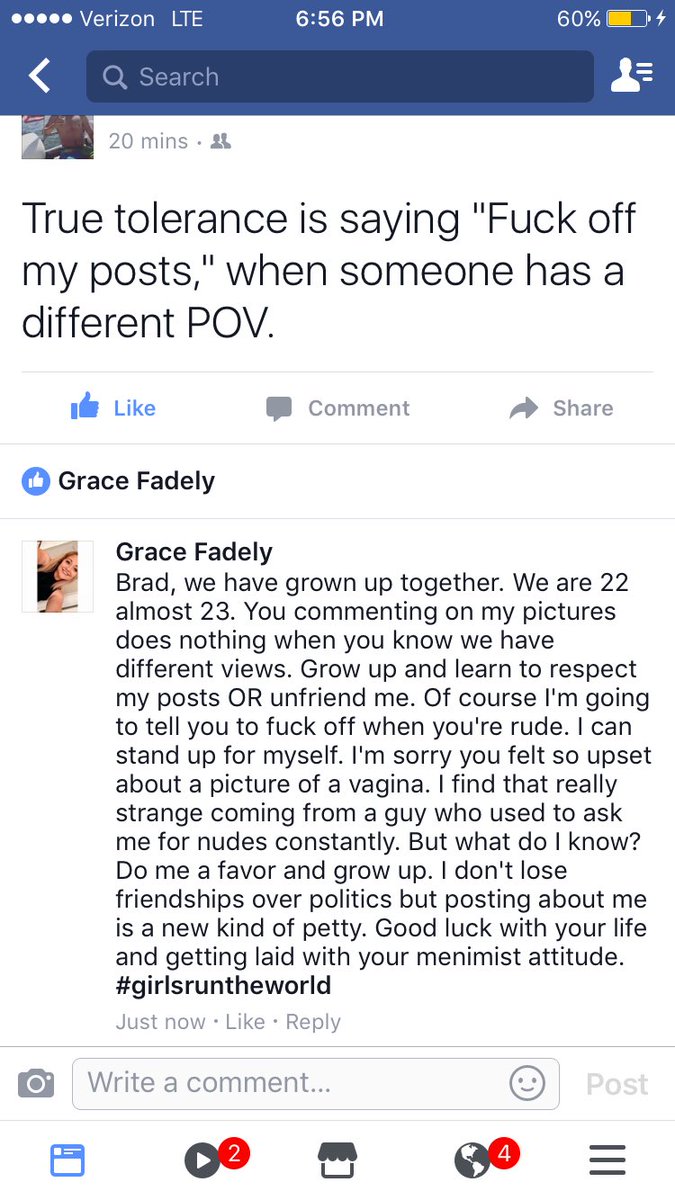 Verizon LTE 6:56 PM 60%
Search
20 mins ·
True tolerance is saying "Fuck off
my posts," when someone has a
different POV.
Like Comment Share
Grace Fadely
Grace Fadely
Brad, we have grown up together. We are 22
almost 23. You commenting on my pictures
does nothing when you know we have
different views. Grow up and learn to respect
my posts OR unfriend me. Of course I'm going
to tell you to fuck off when you're rude. I can
stand up for myself. I'm sorry you felt so upset
about a picture of a vagina. I find that really
strange coming from a guy who used to ask
me for nudes constantly. But what do I know?
Do me a favor and grow up. I don't lose
friendships over politics but posting about me
is a new kind of petty. Good luck with your life
and getting laid with your menimist attitude.
#girlsruntheworld
Just now · Like · Reply
Write a comment... Post
2 4